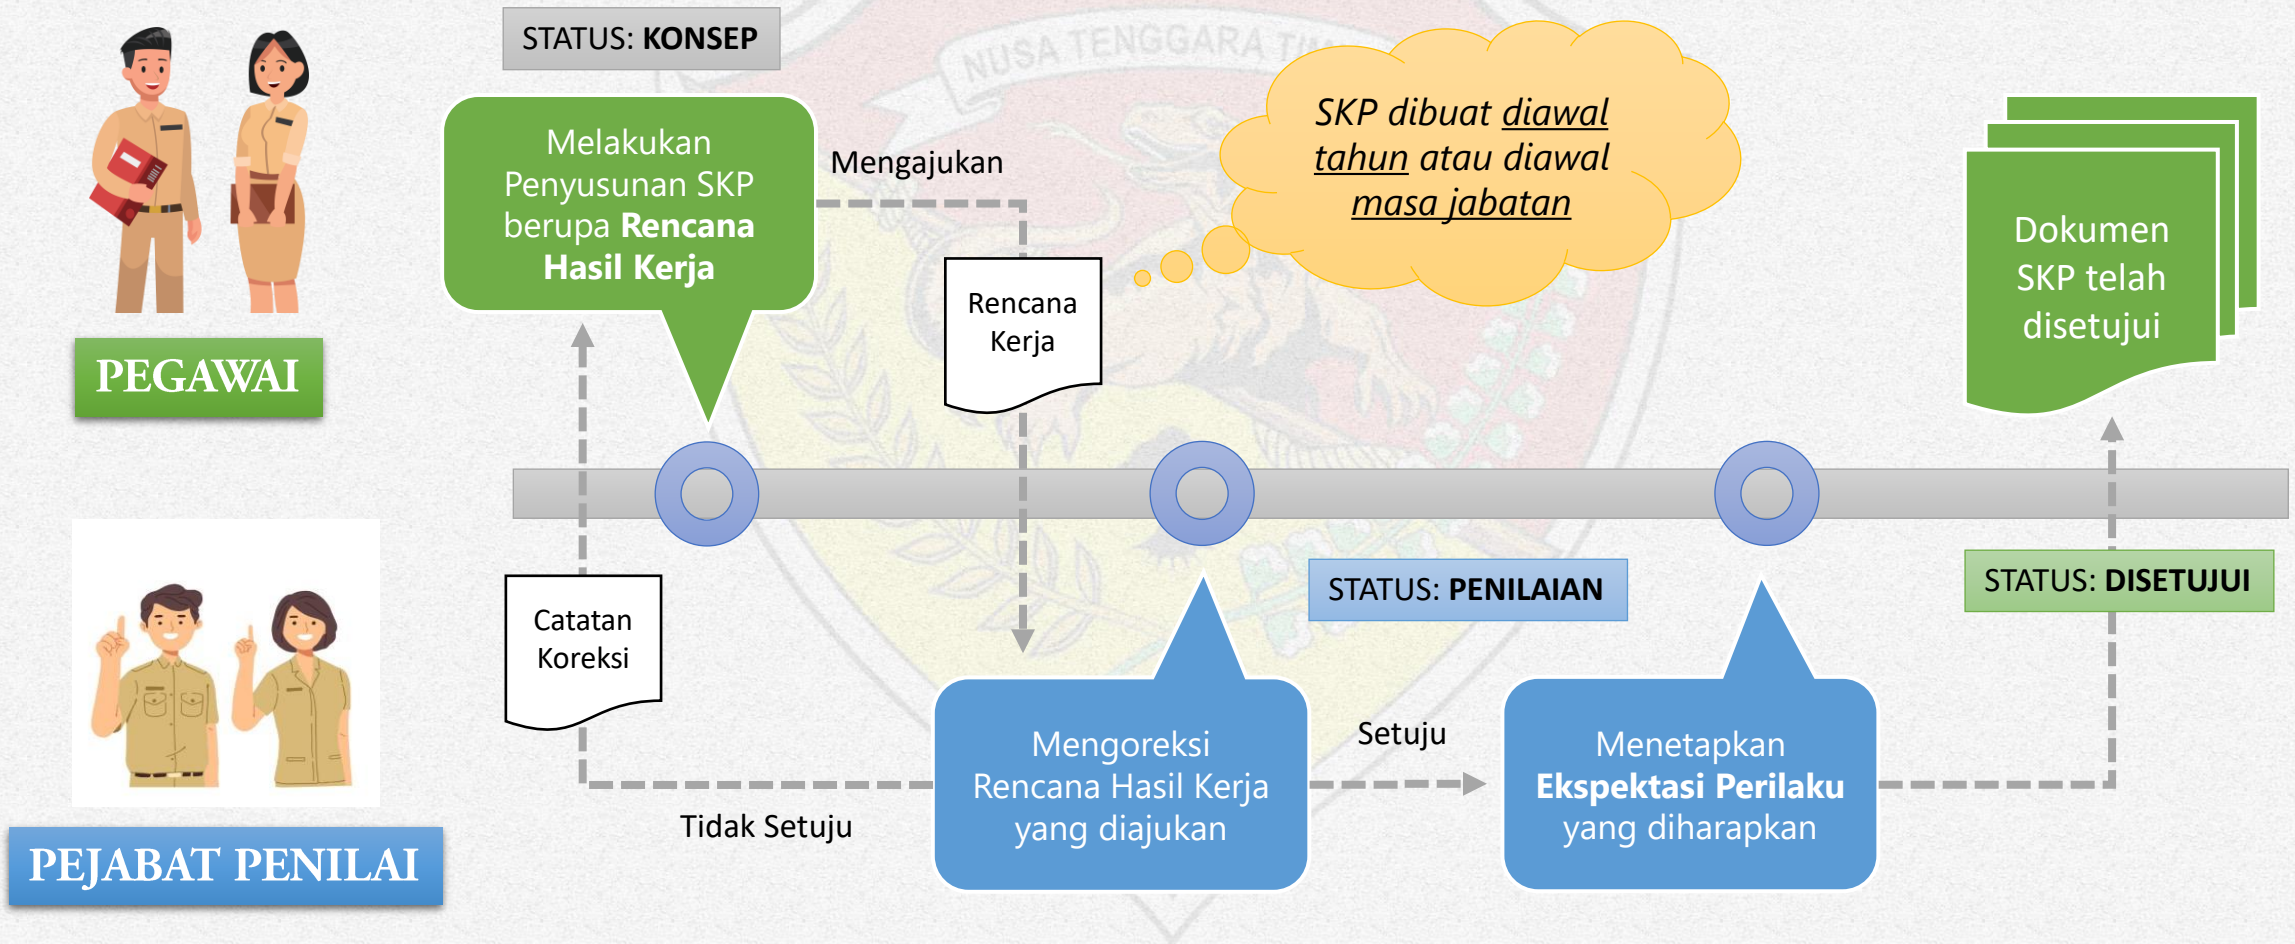 STATUS: KONSEP
NUSA TENGGARA
Melakukan
Penyusunan SKP
berupa Rencana
Hasil Kerja
Mengajukan
SKP dibuat diawal
tahun atau diawal
masa jabatan
Rencana
Kerja
Dokumen
SKP telah
disetujui
PEGAWAI
STATUS: PENILAIAN
STATUS: DISETUJUI
Catatan
Koreksi
Mengoreksi
Rencana Hasil Kerja
yang diajukan
Setuju
Menetapkan
Ekspektasi Perilaku
yang diharapkan
Tidak Setuju
PEJABAT PENILAI